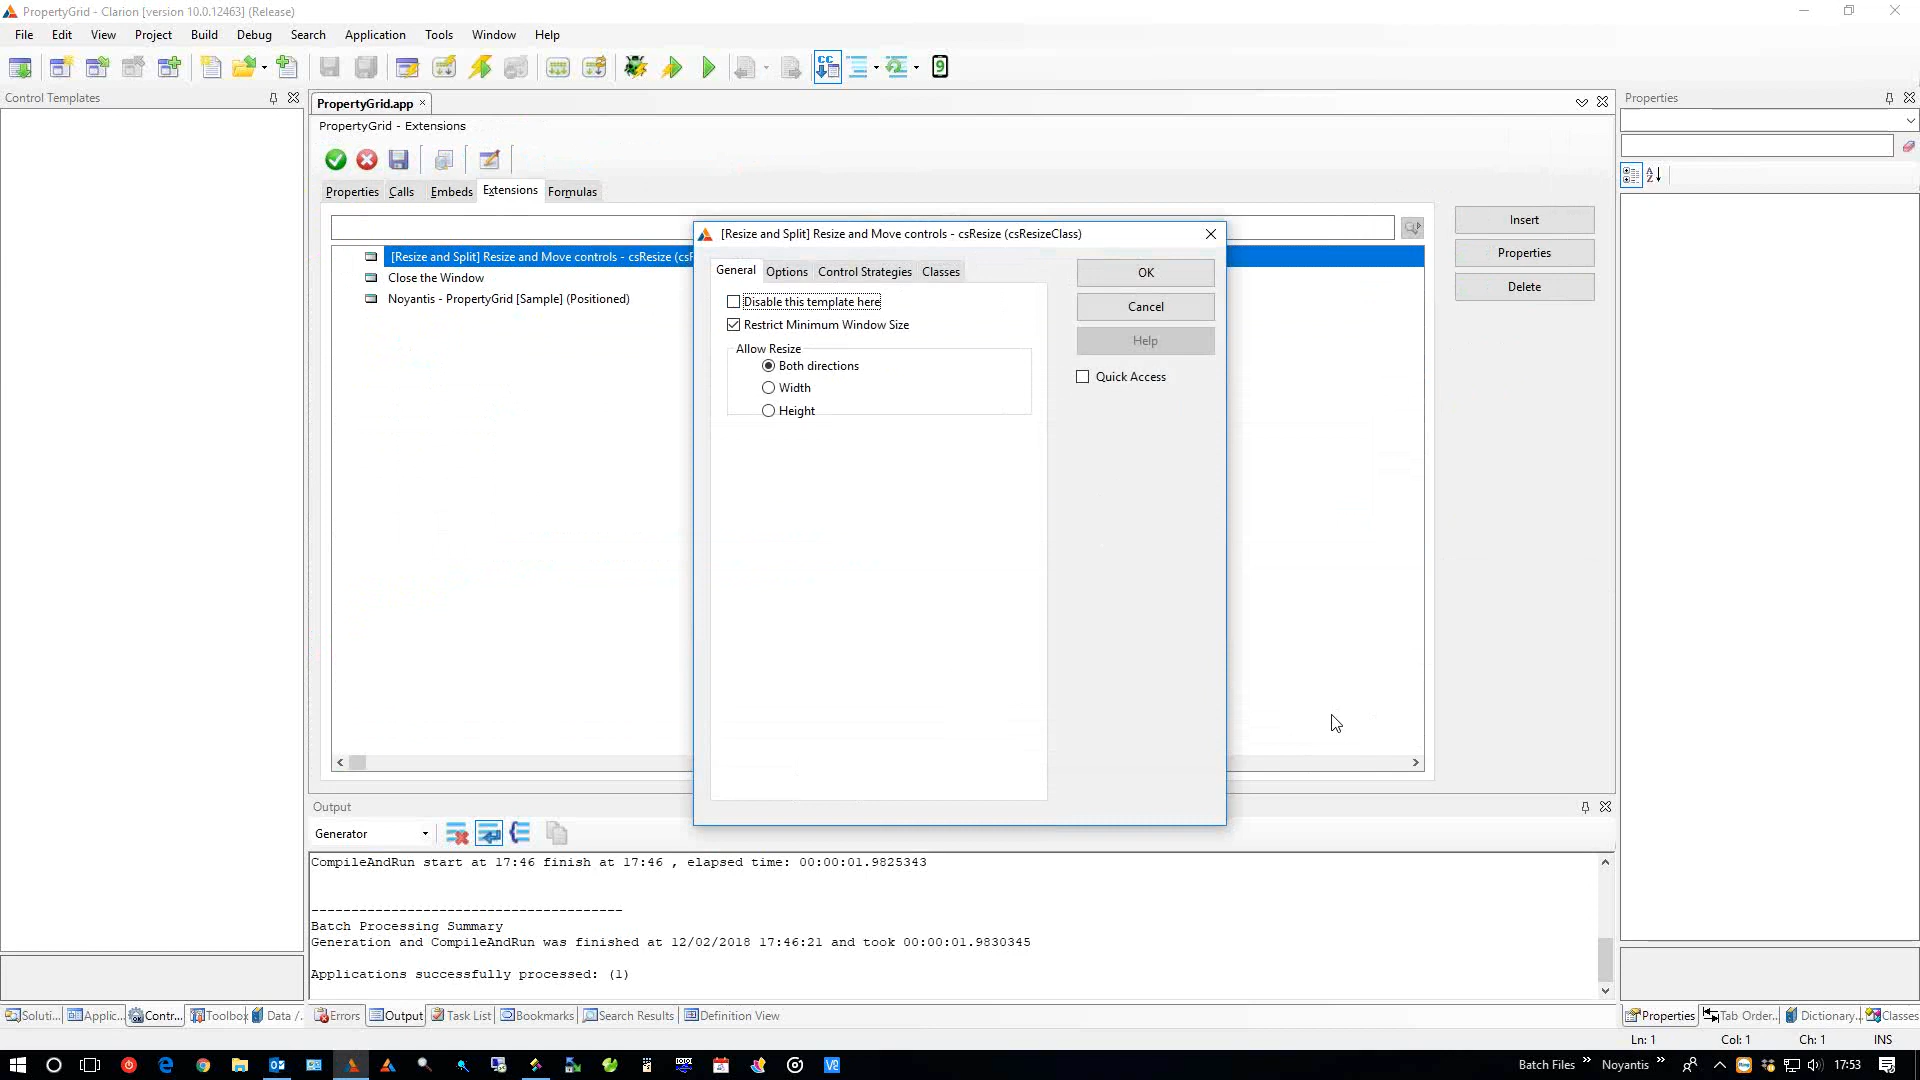 PropertyGrid - Clarion [version 10.0.12463] (Release)
File Edit View Project Build Debug Search Application Tools Window Help
Control Templates
PropertyGrid.app
Properties
PropertyGrid - Extensions
Properties Calls Embeds Extensions Formulas
Insert
Properties
Delete
[Resize and Split] Resize and Move controls - csResize (csR
Close the Window
Noyantis - PropertyGrid [Sample] (Positioned)
[Resize and Split] Resize and Move controls - csResize (csResizeClass)
General Options Control Strategies Classes
OK
Cancel
Help
Quick Access
Disable this template here
Restrict Minimum Window Size
Allow Resize
Both directions
Width
Height
Output
Generator
CompileAndRun start at 17:46 finish at 17:46 , elapsed time: 00:00:01.9825343
---------------------------------------
Batch Processing Summary
Generation and CompileAndRun was finished at 12/02/2018 17:46:21 and took 00:00:01.9830345
Applications successfully processed: (1)
Soluti... Applic... Contr... Toolbox Data /... Errors Output Task List Bookmarks Search Results Definition View Properties Tab Order... Dictionary... Classes
Ln: 1 Col: 1 Ch: 1 INS
Batch Files » Noyantis » 17:53